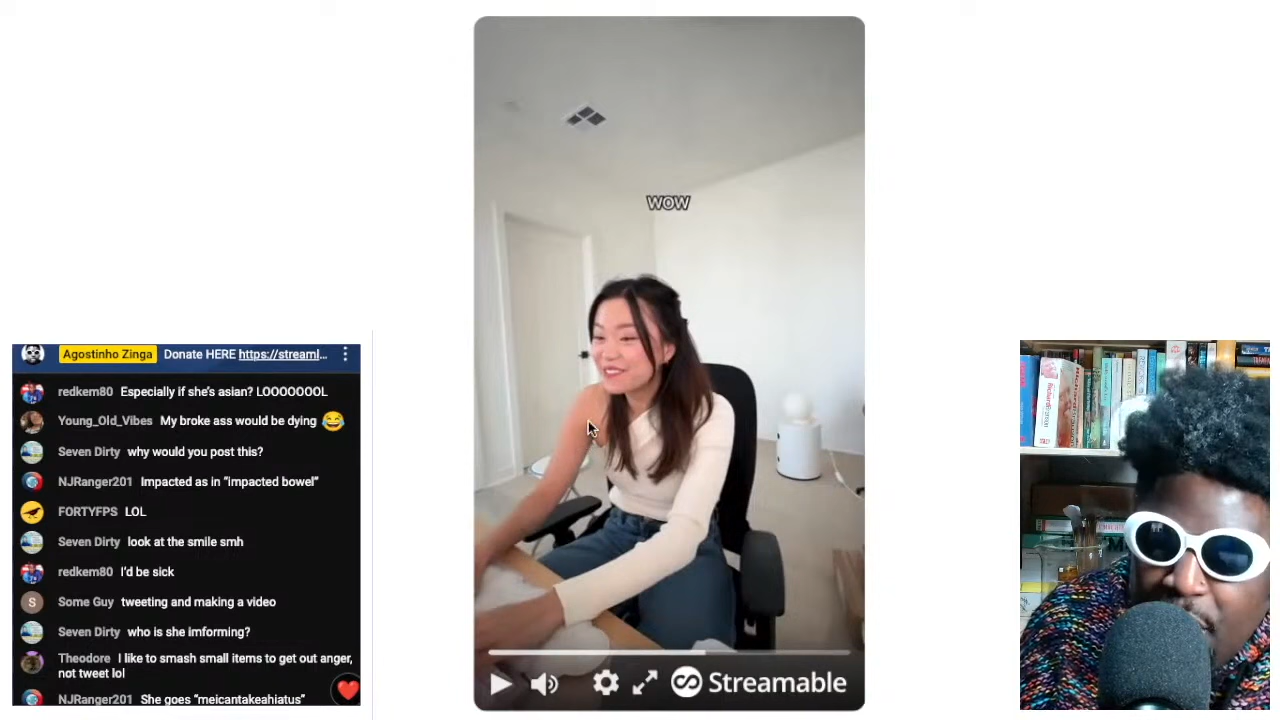 wow
Agostinho Zinga Donate HERE https://streaml...
redkem80 Especially if she's asian? LOOOOOOOL
Young_Old_Vibes My broke ass would be dying 😂
Seven Dirty why would you post this?
NJRanger201 Impacted as in "impacted bowel"
FORTYFPS LOL
Seven Dirty look at the smile smh
redkem80 I'd be sick
S Some Guy tweeting and making a video
Seven Dirty who is she imforming?
Theodore I like to smash small items to get out anger,
not tweet lol
NJRanger201 She goes "meicantakeahiatus"
Streamable